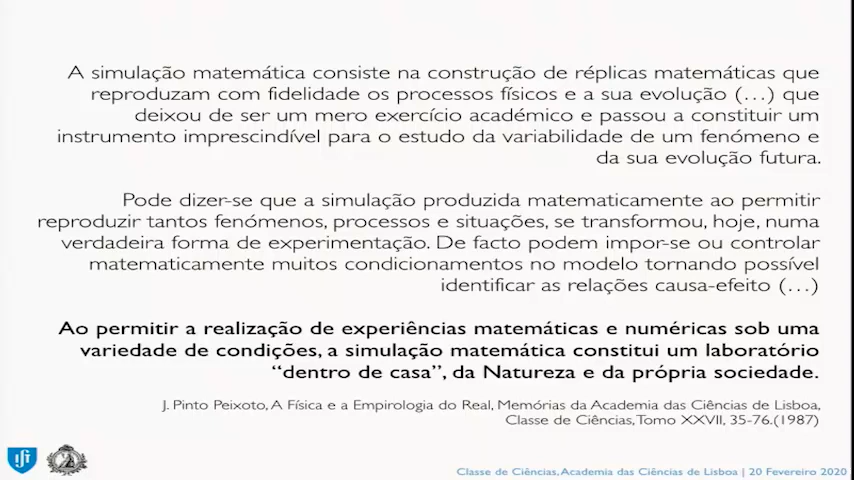 A simulação matemática consiste na construção de réplicas matemáticas que
reproduzam com fidelidade os processos físicos e a sua evolução (…) que
deixou de ser um mero exercício académico e passou a constituir um
instrumento imprescindível para o estudo da variabilidade de um fenómeno e
da sua evolução futura.
Pode dizer-se que a simulação produzida matematicamente ao permitir
reproduzir tantos fenómenos, processos e situações, se transformou, hoje, numa
verdadeira forma de experimentação. De facto podem impor-se ou controlar
matematicamente muitos condicionamentos no modelo tornando possível
identificar as relações causa-efeito (…)
Ao permitir a realização de experiências matemáticas e numéricas sob uma
variedade de condições, a simulação matemática constitui um laboratório
“dentro de casa”, da Natureza e da própria sociedade.
J. Pinto Peixoto, A Física e a Empirologia do Real, Memórias da Academia das Ciências de Lisboa,
Classe de Ciências, Tomo XXVII, 35-76.(1987)
Classe de Ciências, Academia das Ciências de Lisboa | 20 Fevereiro 2020